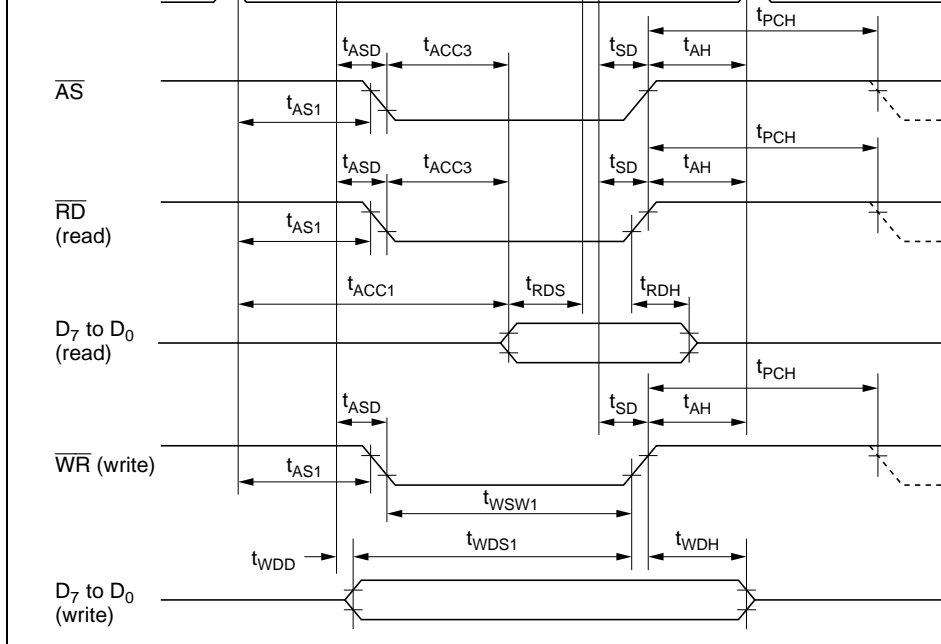 tPCH
tASD tACC3 tSD tAH
AS
tAS1
tPCH
tASD tACC3 tSD tAH
RD
(read)
tAS1
tACC1 tRDS tRDH
D7 to D0
(read)
tPCH
tASD tSD tAH
WR (write)
tAS1
tWSW1
tWDD tWDS1 tWDH
D7 to D0
(write)